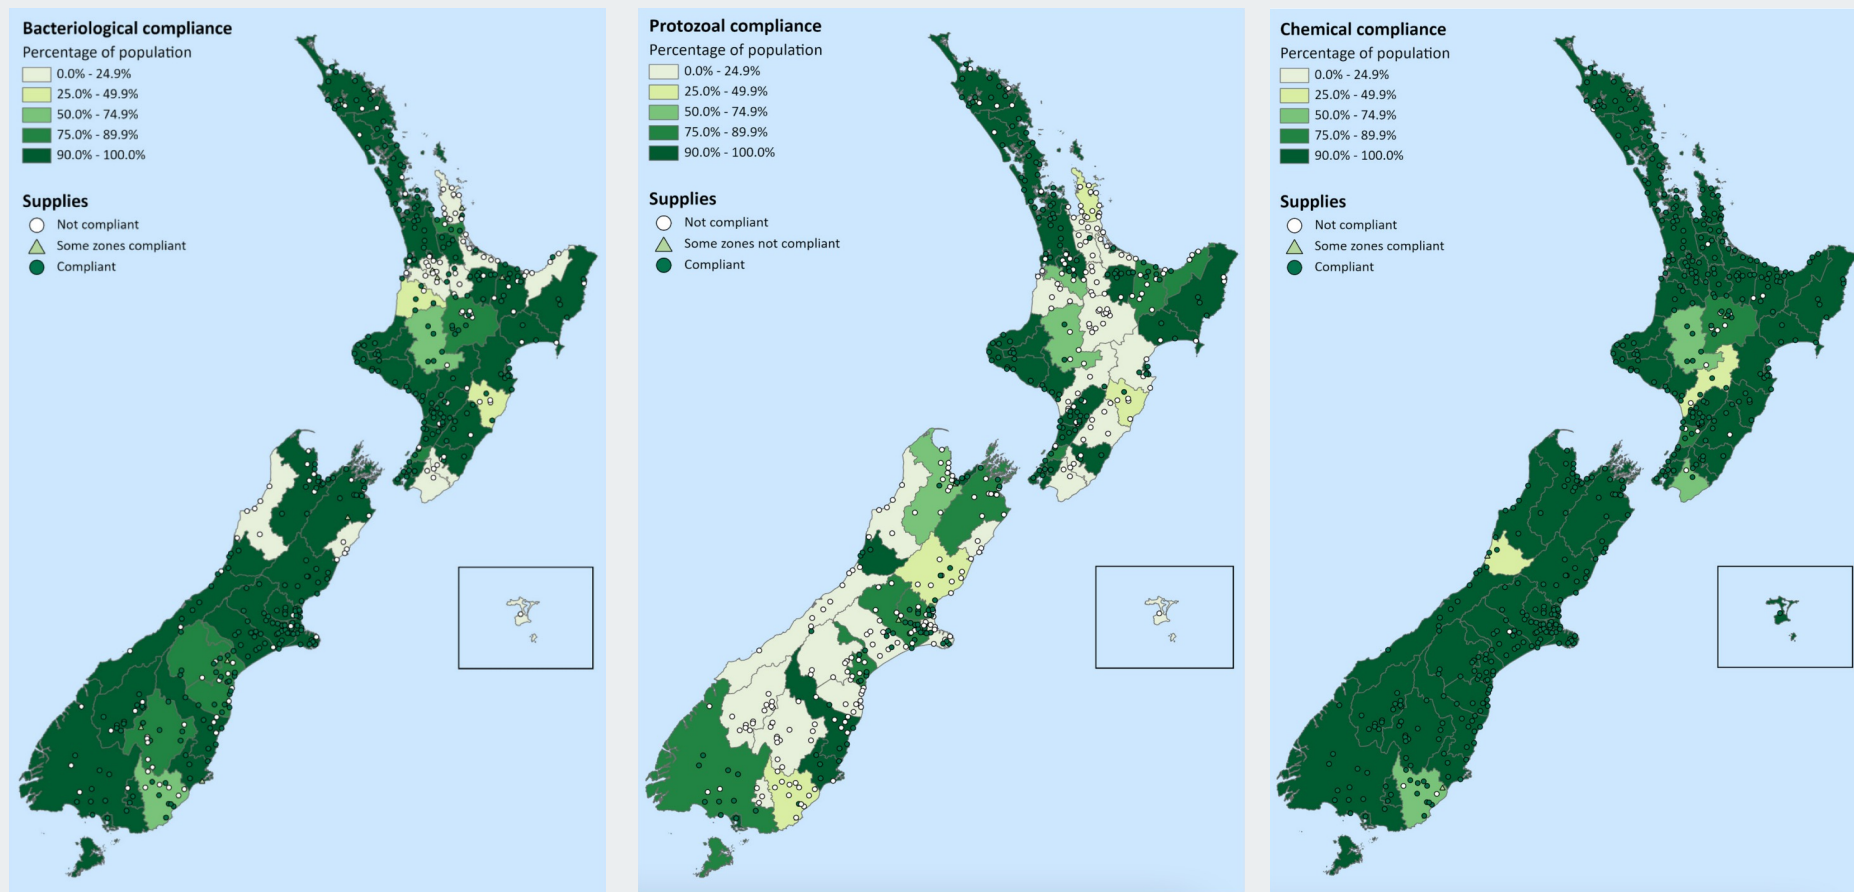 Bacteriological compliance
Percentage of population
0.0% - 24.9%
25.0% - 49.9%
50.0% - 74.9%
75.0% - 89.9%
90.0% - 100.0%
Supplies
Not compliant
Some zones compliant
Compliant
Protozoal compliance
Percentage of population
0.0% - 24.9%
25.0% - 49.9%
50.0% - 74.9%
75.0% - 89.9%
90.0% - 100.0%
Supplies
Not compliant
Some zones not compliant
Compliant
Chemical compliance
Percentage of population
0.0% - 24.9%
25.0% - 49.9%
50.0% - 74.9%
75.0% - 89.9%
90.0% - 100.0%
Supplies
Not compliant
Some zones compliant
Compliant